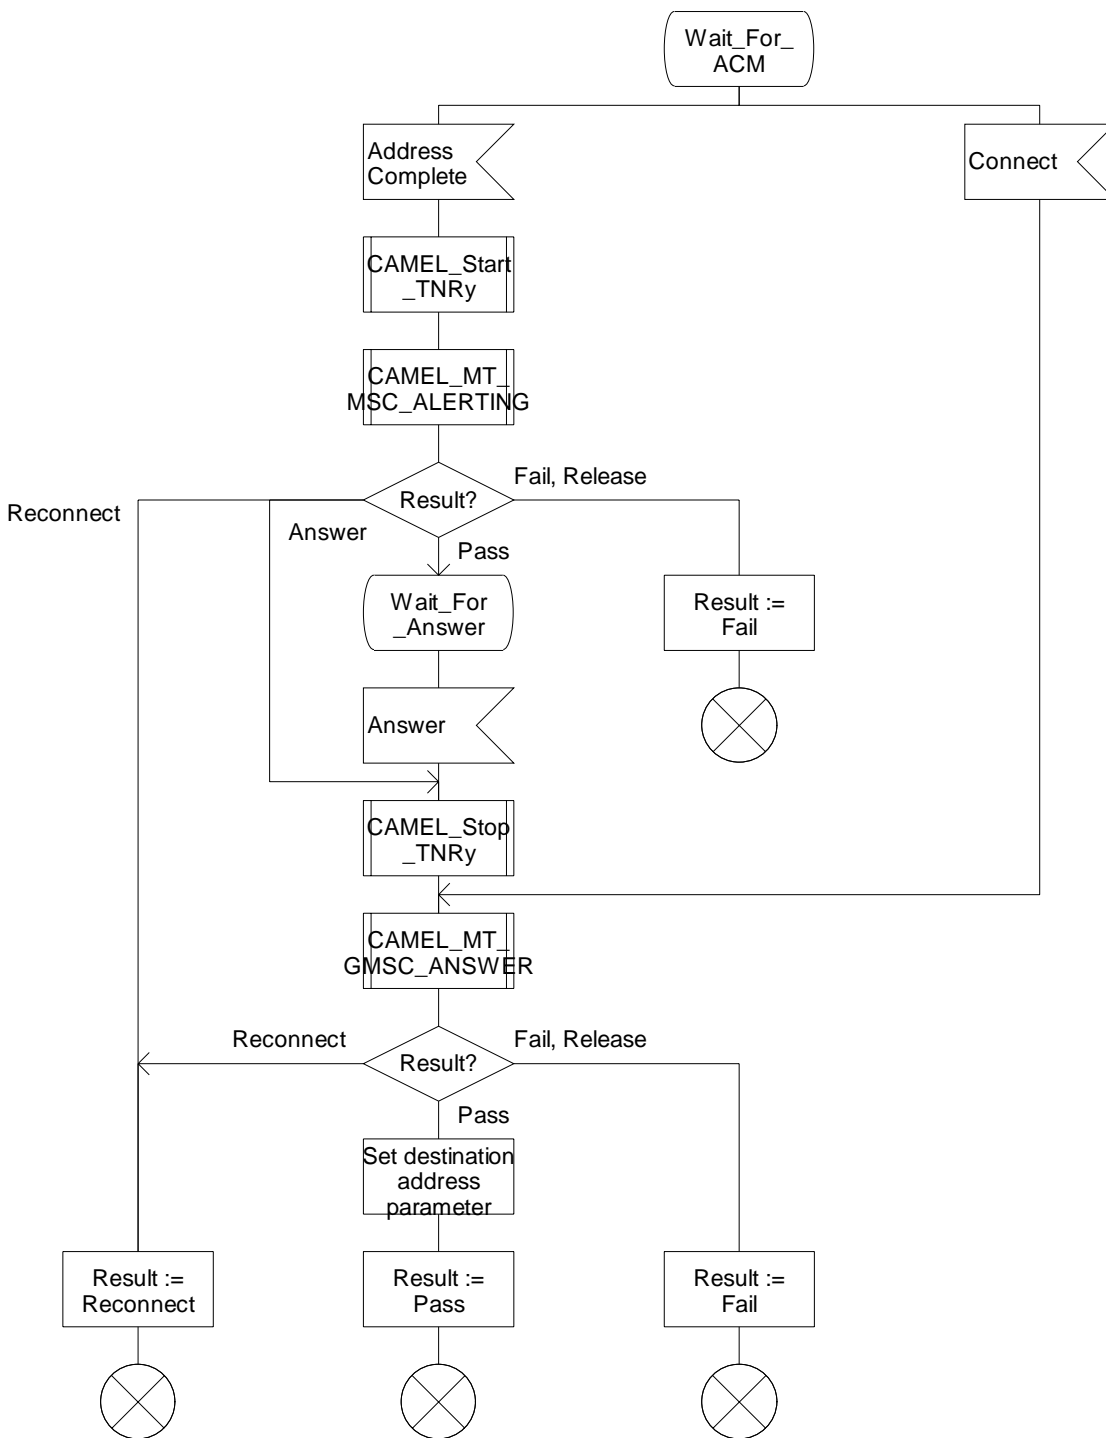 Wait_For_
ACM
Address
Complete
Connect
CAMEL_Start
_TNRy
CAMEL_MT_
MSC_ALERTING
Fail, Release
Result?
Reconnect
Answer
Pass
Wait_For
_Answer
Result :=
Fail
Answer
CAMEL_Stop
_TNRy
CAMEL_MT_
GMSC_ANSWER
Reconnect
Fail, Release
Result?
Pass
Set destination
address
parameter
Result :=
Reconnect
Result :=
Pass
Result :=
Fail